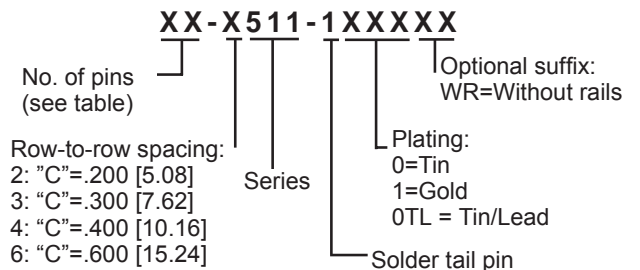 XX-X511-1XXXXX
No. of pins
(see table)
Optional suffix:
WR=Without rails
Row-to-row spacing:
2: ”C”=.200 [5.08]
3: “C”=.300 [7.62]
4: “C”=.400 [10.16]
6: “C”=.600 [15.24]
Series
Plating:
0=Tin
1=Gold
0TL = Tin/Lead
Solder tail pin